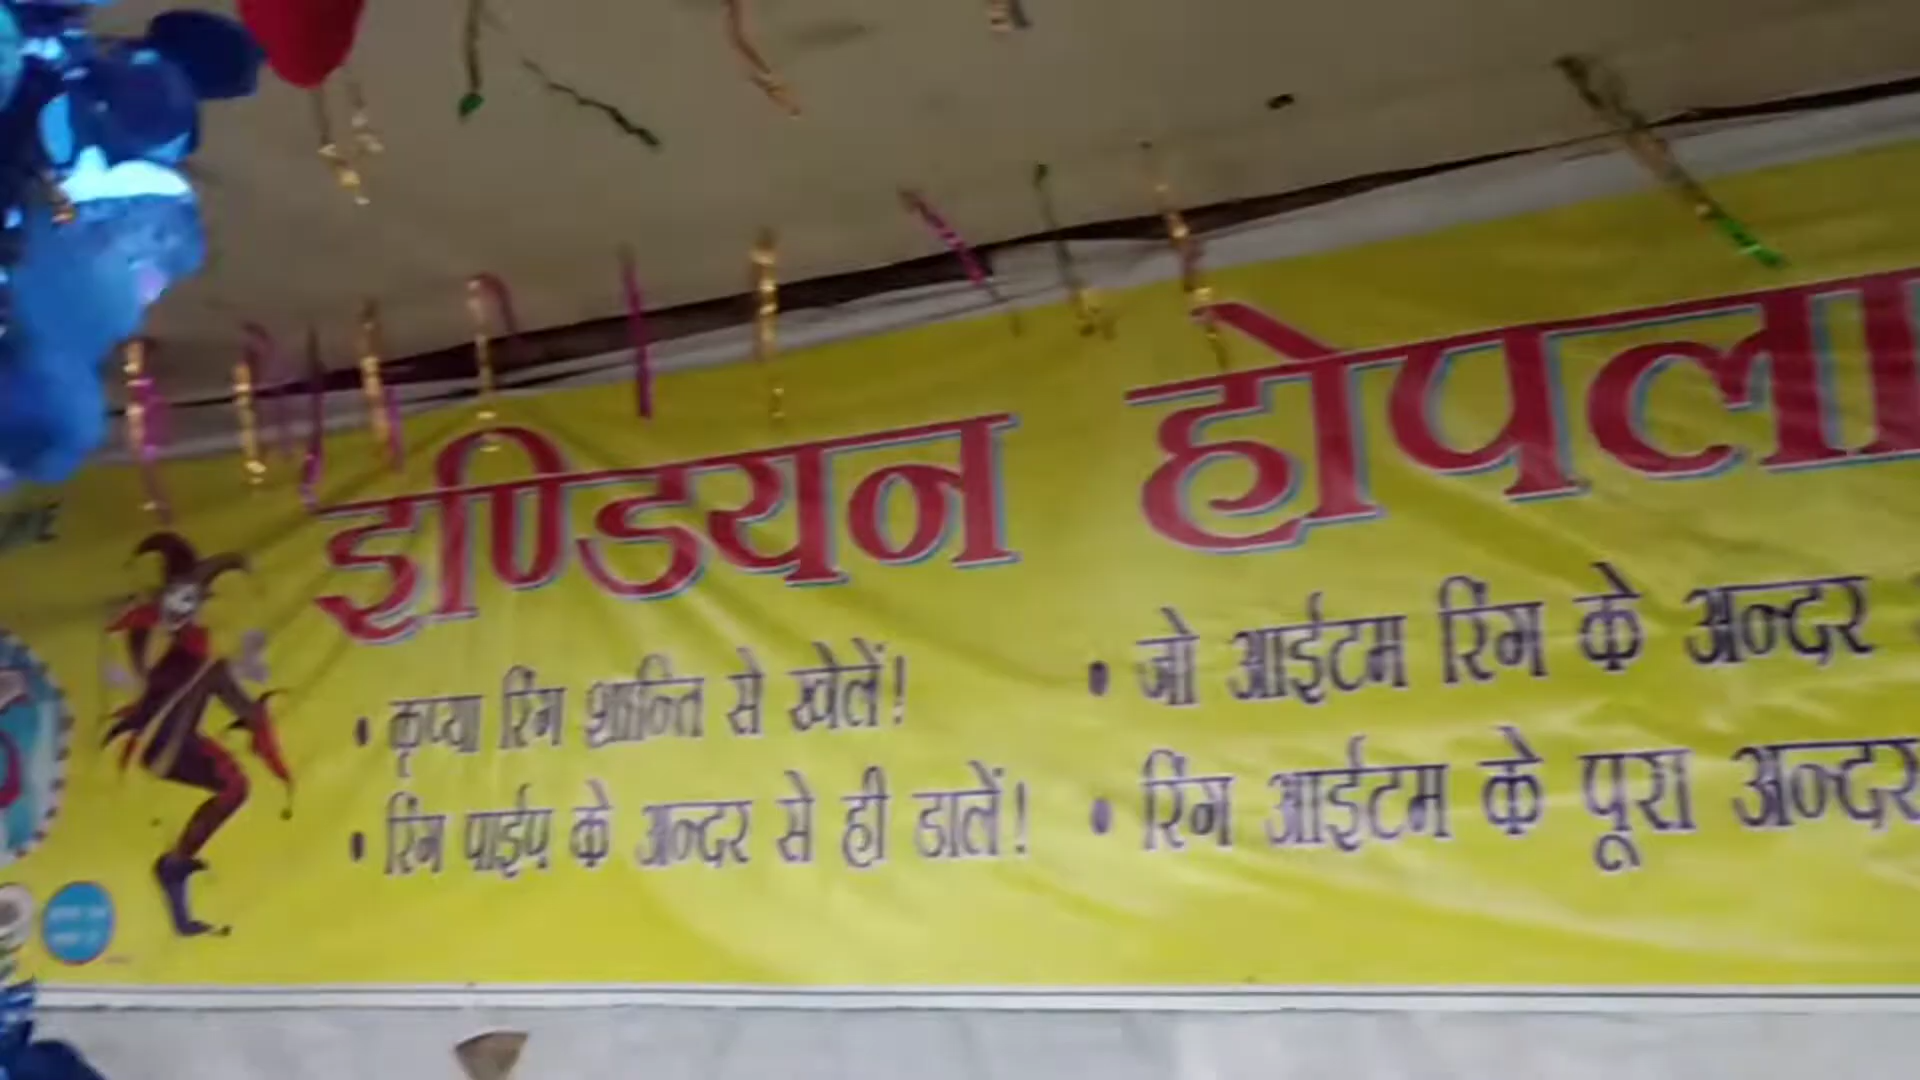 इण्डियन होपला
• कृप्या रिंग शान्ति से खेलें!
• रिंग पाईप के अन्दर से ही डालें!
• जो आईटम रिंग के अन्दर
• रिंग आईटम के पूरा अन्दर